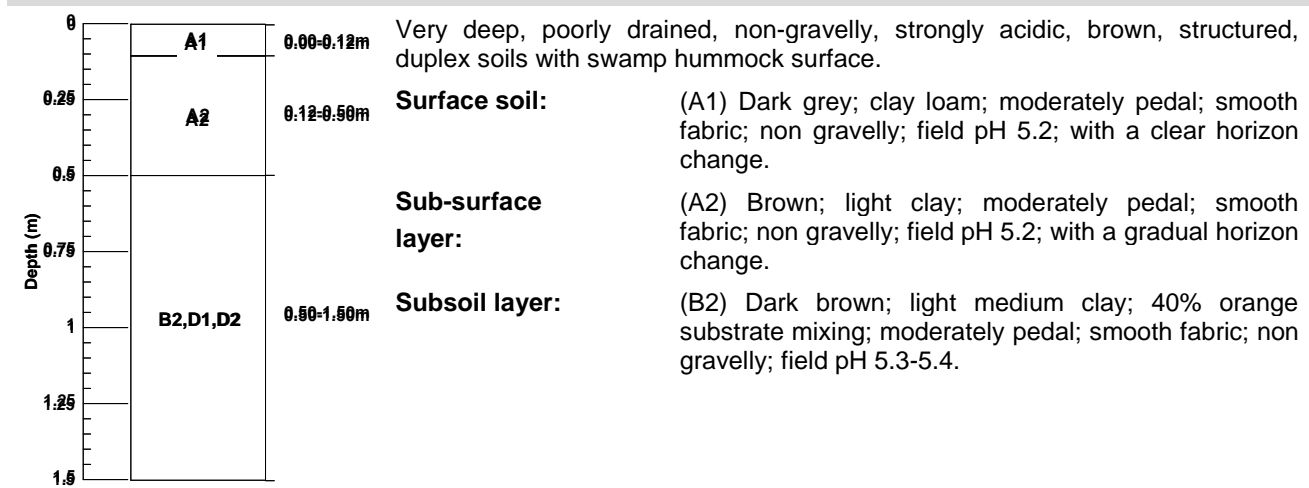 Very deep, poorly drained, non-gravelly, strongly acidic, brown, structured,
duplex soils with swamp hummock surface.
0
0.25
0.5
0.75
1
1.25
1.5
Depth (m)
A1
A2
B2,D1,D2
0.00-0.12m
0.12-0.50m
0.50-1.50m
Surface soil:
(A1) Dark grey; clay loam; moderately pedal; smooth
fabric; non gravelly; field pH 5.2; with a clear horizon
change.
Sub-surface
layer:
(A2) Brown; light clay; moderately pedal; smooth
fabric; non gravelly; field pH 5.2; with a gradual horizon
change.
Subsoil layer:
(B2) Dark brown; light medium clay; 40% orange
substrate mixing; moderately pedal; smooth fabric; non
gravelly; field pH 5.3-5.4.